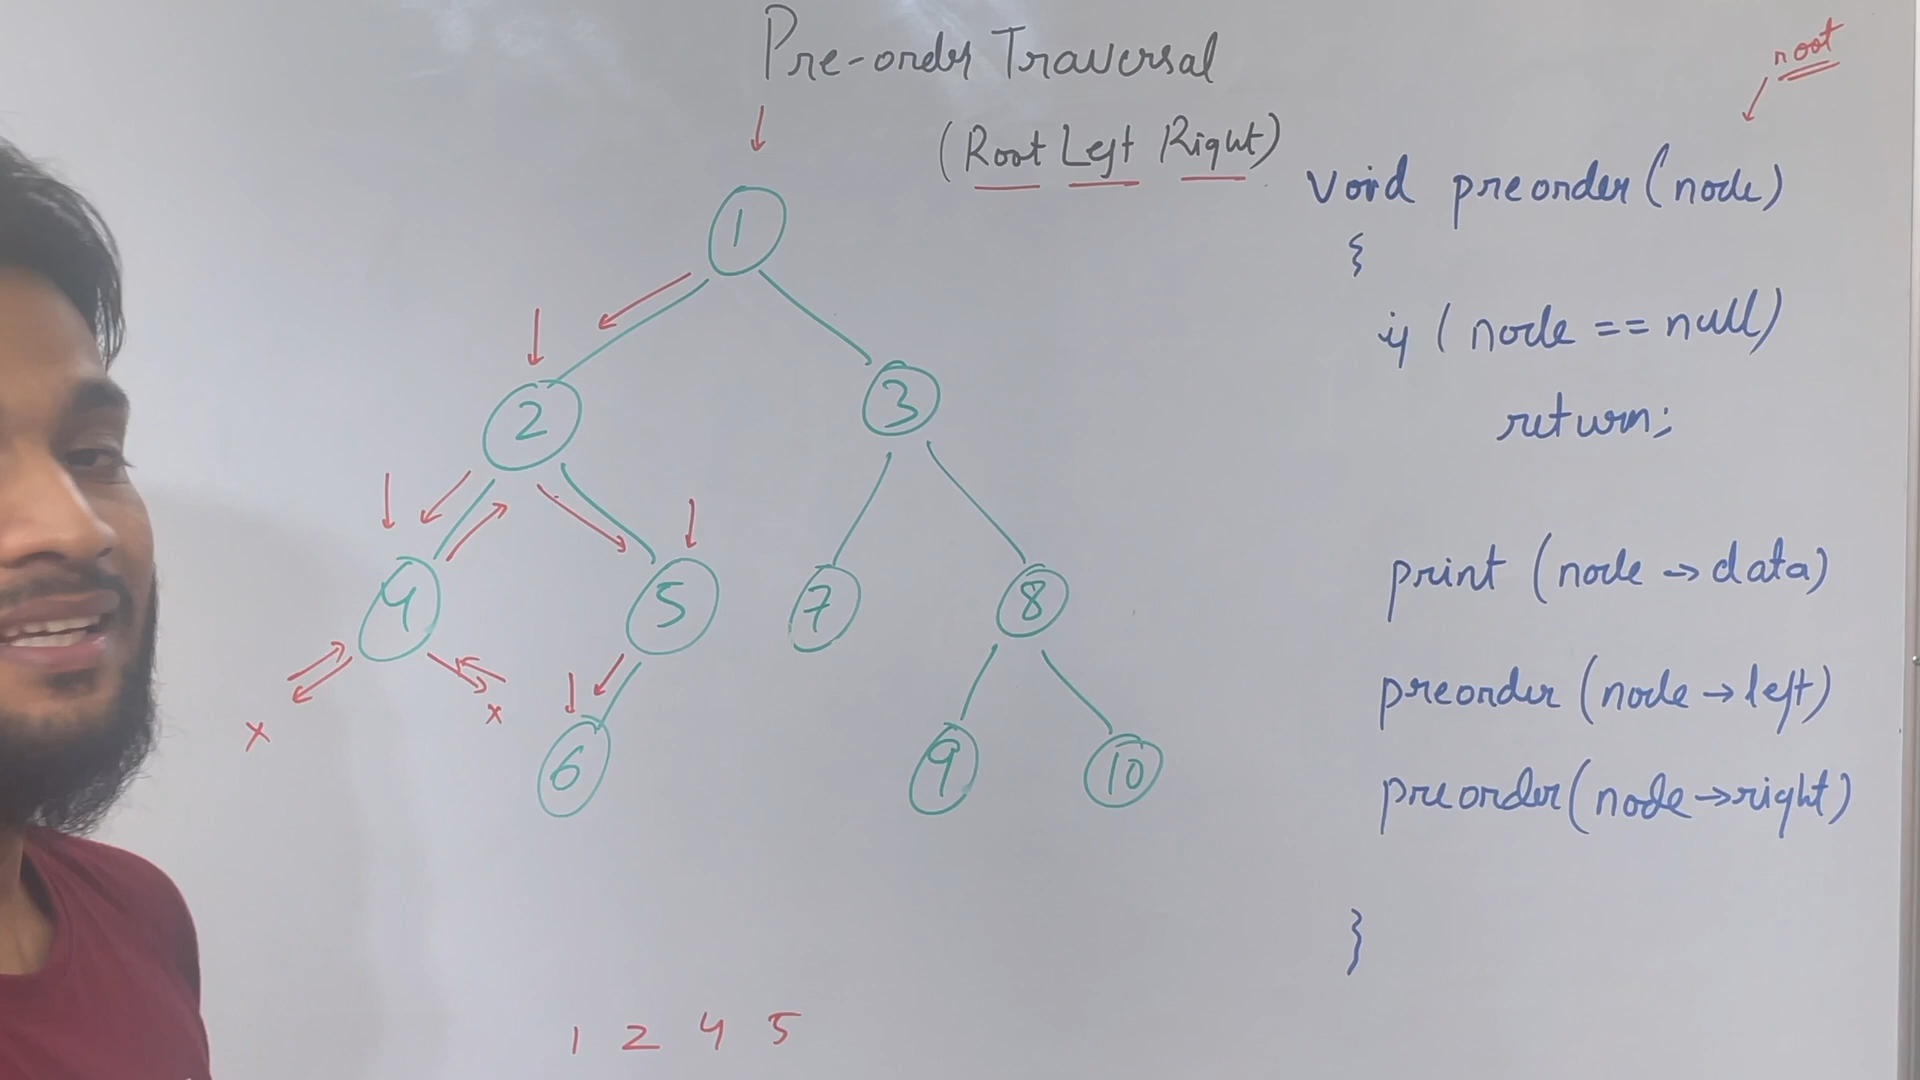 Pre-order Traversal
(Root Left Right)
1
2
3
4
5
7
8
6
9
10
x
x
1 2 4 5
root
void preorder(node)
{
if (node == null)
return;
print (node → data)
preorder (node → left)
preorder (node → right)
}